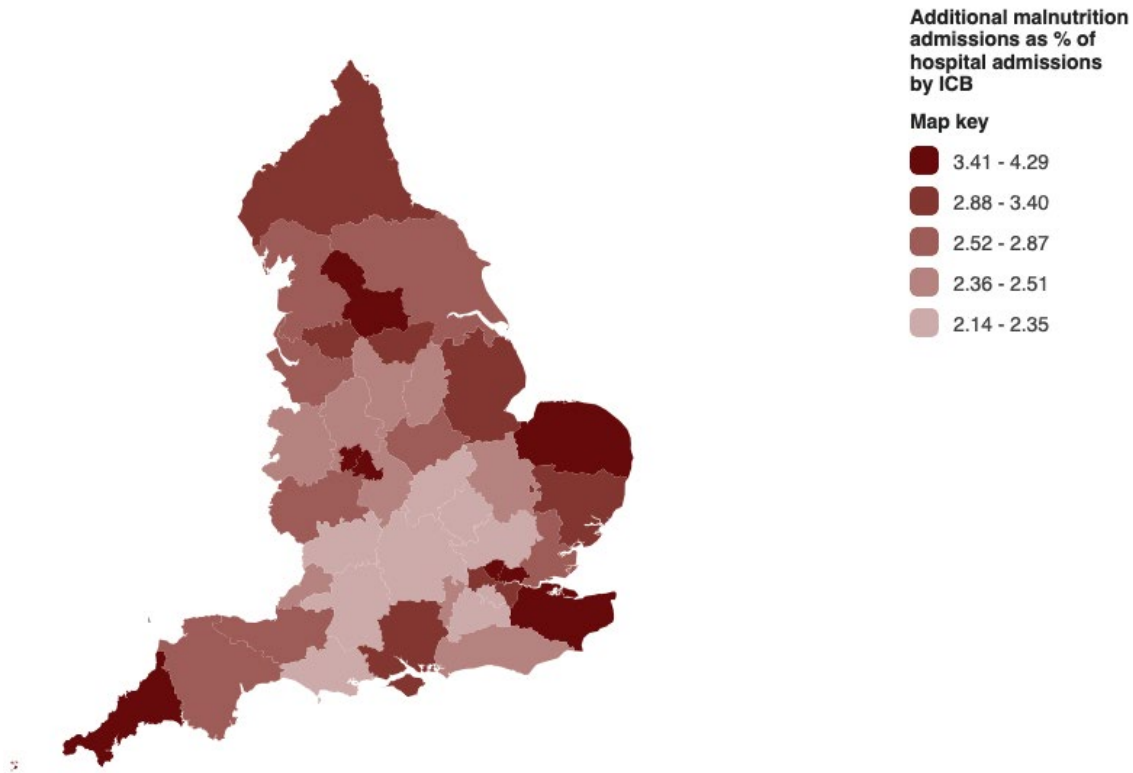 Additional malnutrition
admissions as % of
hospital admissions
by ICB
Map key
3.41 - 4.29
2.88 - 3.40
2.52 - 2.87
2.36 - 2.51
2.14 - 2.35